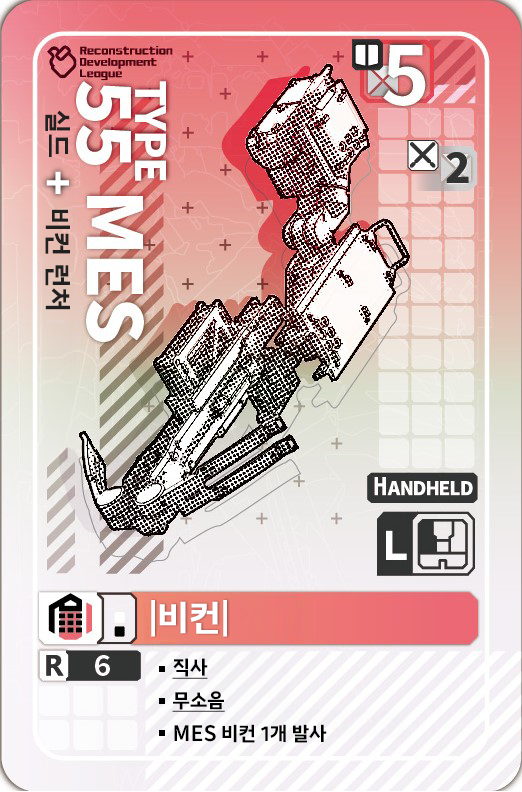 Reconstruction
Development
League
TYPE
55 MES
실드 + 비컨 런처
5
2
HANDHELD
L
|비컨|
R 6
▪ 직사
▪ 무소음
▪ MES 비컨 1개 발사